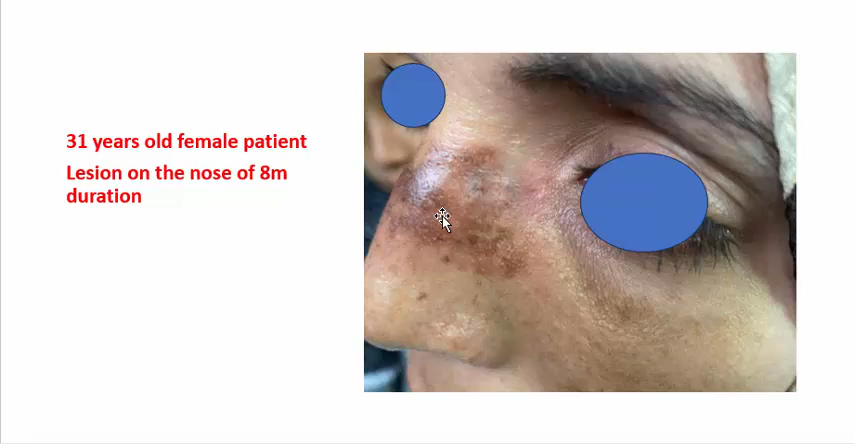 31 years old female patient
Lesion on the nose of 8m
duration